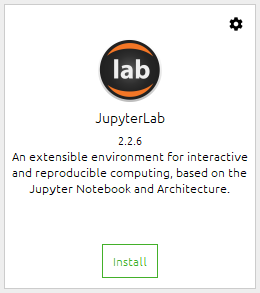 lab
JupyterLab
2.2.6
An extensible environment for interactive
and reproducible computing, based on the
Jupyter Notebook and Architecture.
Install